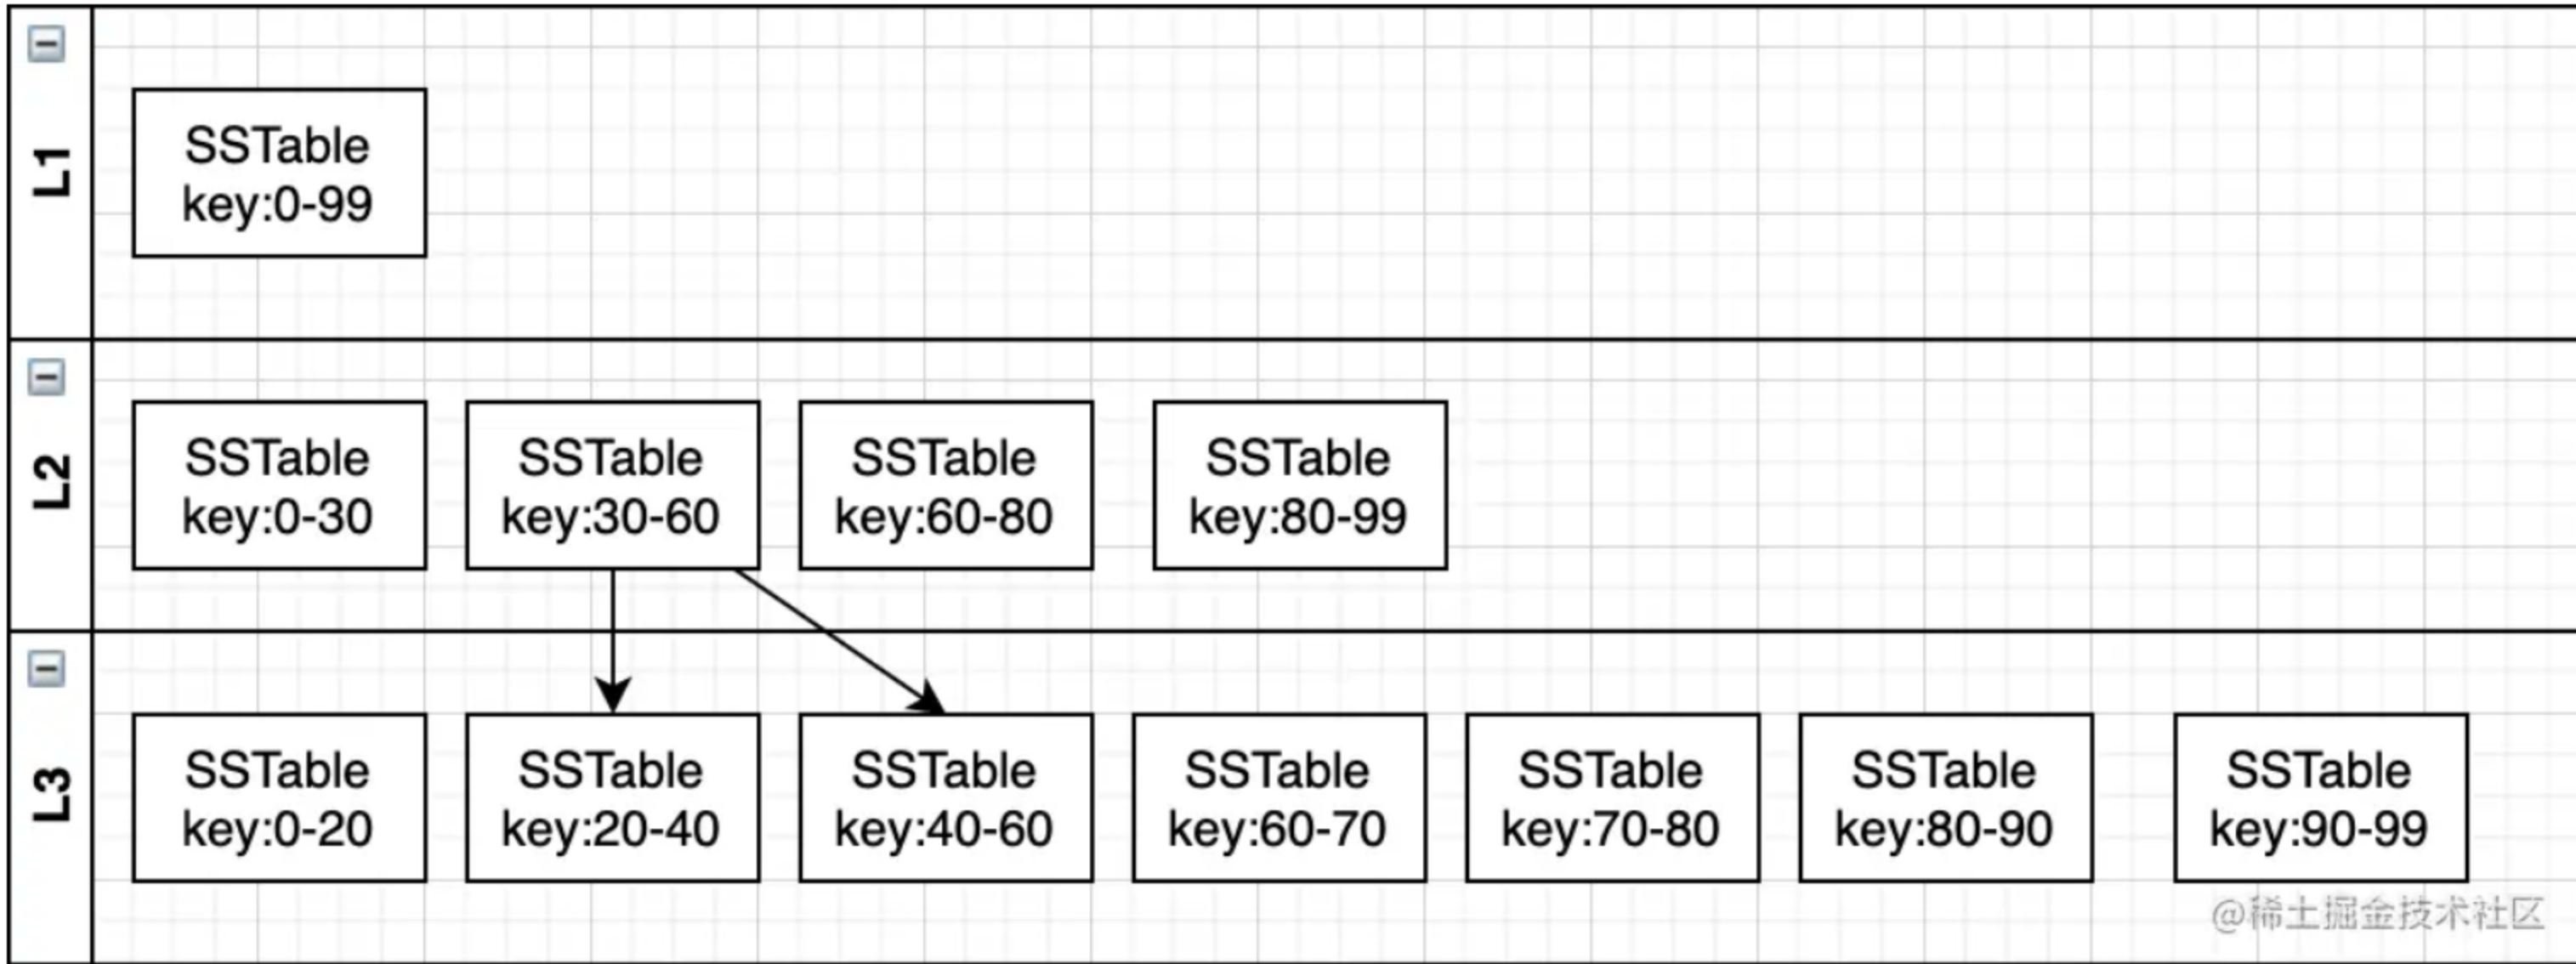 L1
SSTable
key:0-99
L2
SSTable
key:0-30
SSTable
key:30-60
SSTable
key:60-80
SSTable
key:80-99
L3
SSTable
key:0-20
SSTable
key:20-40
SSTable
key:40-60
SSTable
key:60-70
SSTable
key:70-80
SSTable
key:80-90
SSTable
key:90-99
@稀土掘金技术社区